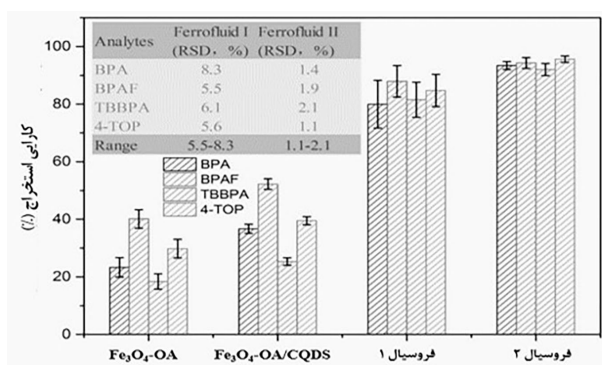 Analytes Ferrofluid I Ferrofluid II
(RSD, %) (RSD, %)
BPA 8.3 1.4
BPAF 5.5 1.9
TBBPA 6.1 2.1
4-TOP 5.6 1.1
Range 5.5-8.3 1.1-2.1
BPA
BPAF
TBBPA
4-TOP
کارایی استخراج (٪)
100
80
60
40
20
0
Fe₃O₄-OA Fe₃O₄-OA/CQDS فروسیال ۱ فروسیال ۲